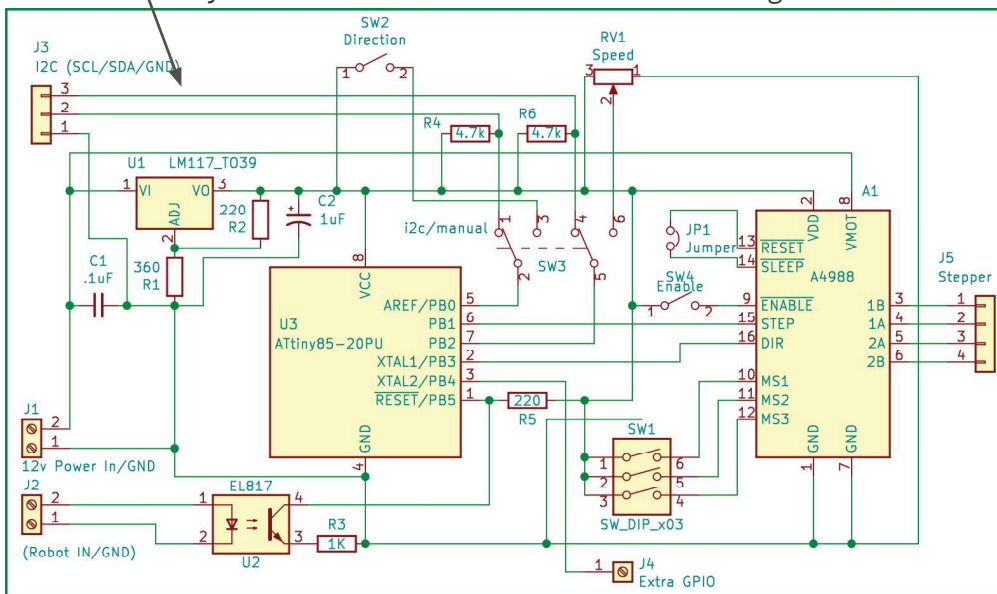 SW2
Direction
RV1
Speed
3
1
2
J3
I2C (SCL/SDA/GND)
3
2
1
1
2
R4
4.7k
R6
4.7k
U1
LM117_TO39
1
VI
VO
3
ADJ
2
220
R2
C2
1uF
+
360
R1
C1
.1uF
i2c/manual
1
3
4
6
SW3
2
5
A1
2
8
VDD
VMOT
JP1
Jumper
13
RESET
14
SLEEP
A4988
SW4
Enable
1
2
9
ENABLE
15
STEP
16
DIR
10
MS1
11
MS2
12
MS3
1B
3
1A
4
2A
5
2B
6
GND
GND
1
7
J5
Stepper
1
2
3
4
8
VCC
U3
ATtiny85-20PU
AREF/PB0
5
PB1
6
PB2
7
XTAL1/PB3
2
XTAL2/PB4
3
RESET/PB5
1
GND
4
220
R5
SW1
1
6
2
5
3
4
SW_DIP_x03
J1
2
1
12v Power In/GND
J2
2
1
(Robot IN/GND)
EL817
1
4
2
3
U2
R3
1K
1
J4
Extra GPIO